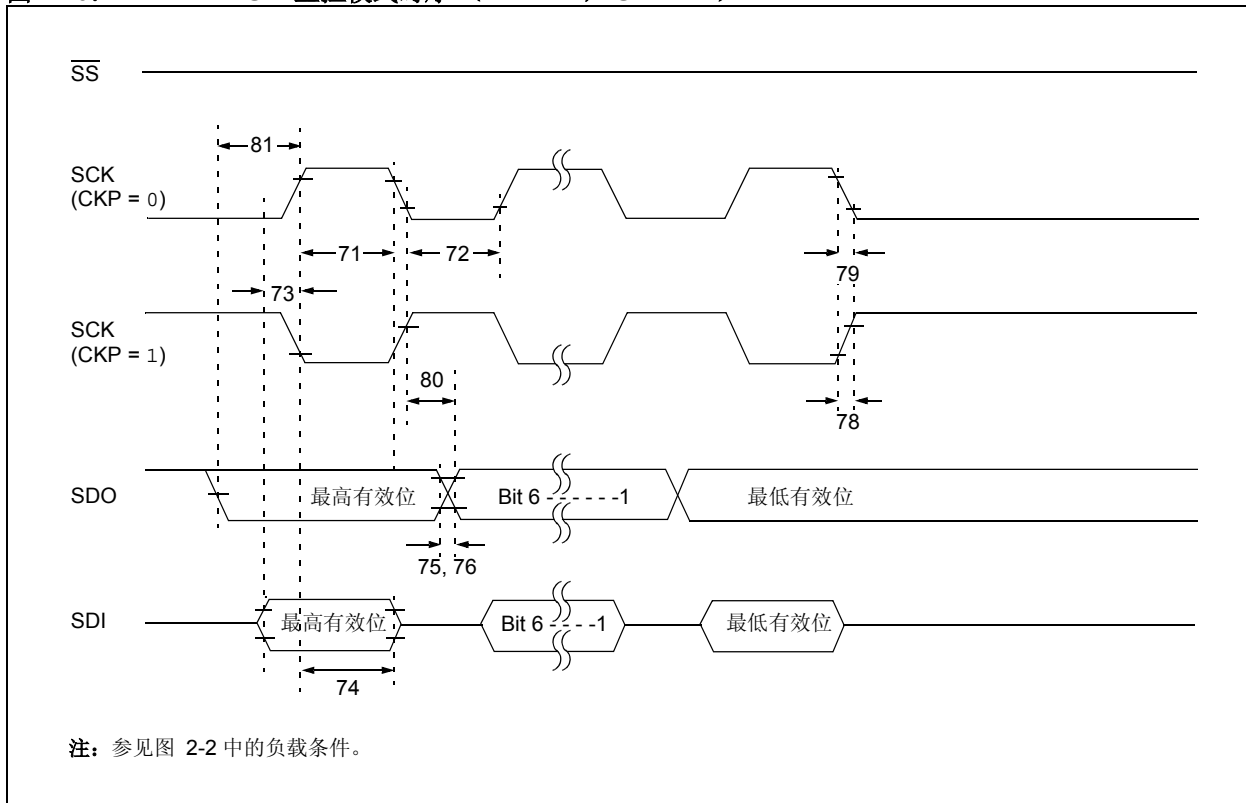 SS
81
SCK
(CKP = 0)
71
72
79
73
SCK
(CKP = 1)
80
78
SDO
最高有效位
Bit 6 - - - - - -1
最低有效位
75, 76
SDI
最高有效位
Bit 6 - - - -1
最低有效位
74
注：参见图 2-2 中的负载条件。